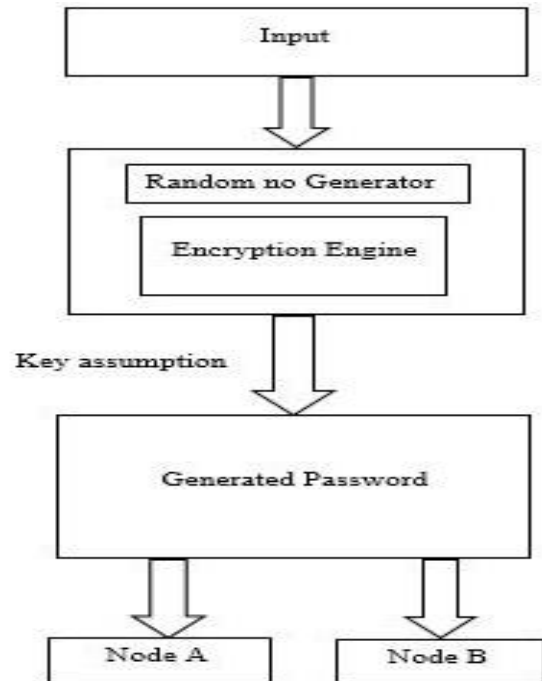 Input
Random no Generator
Encryption Engine
Key assumption
Generated Password
Node A
Node B